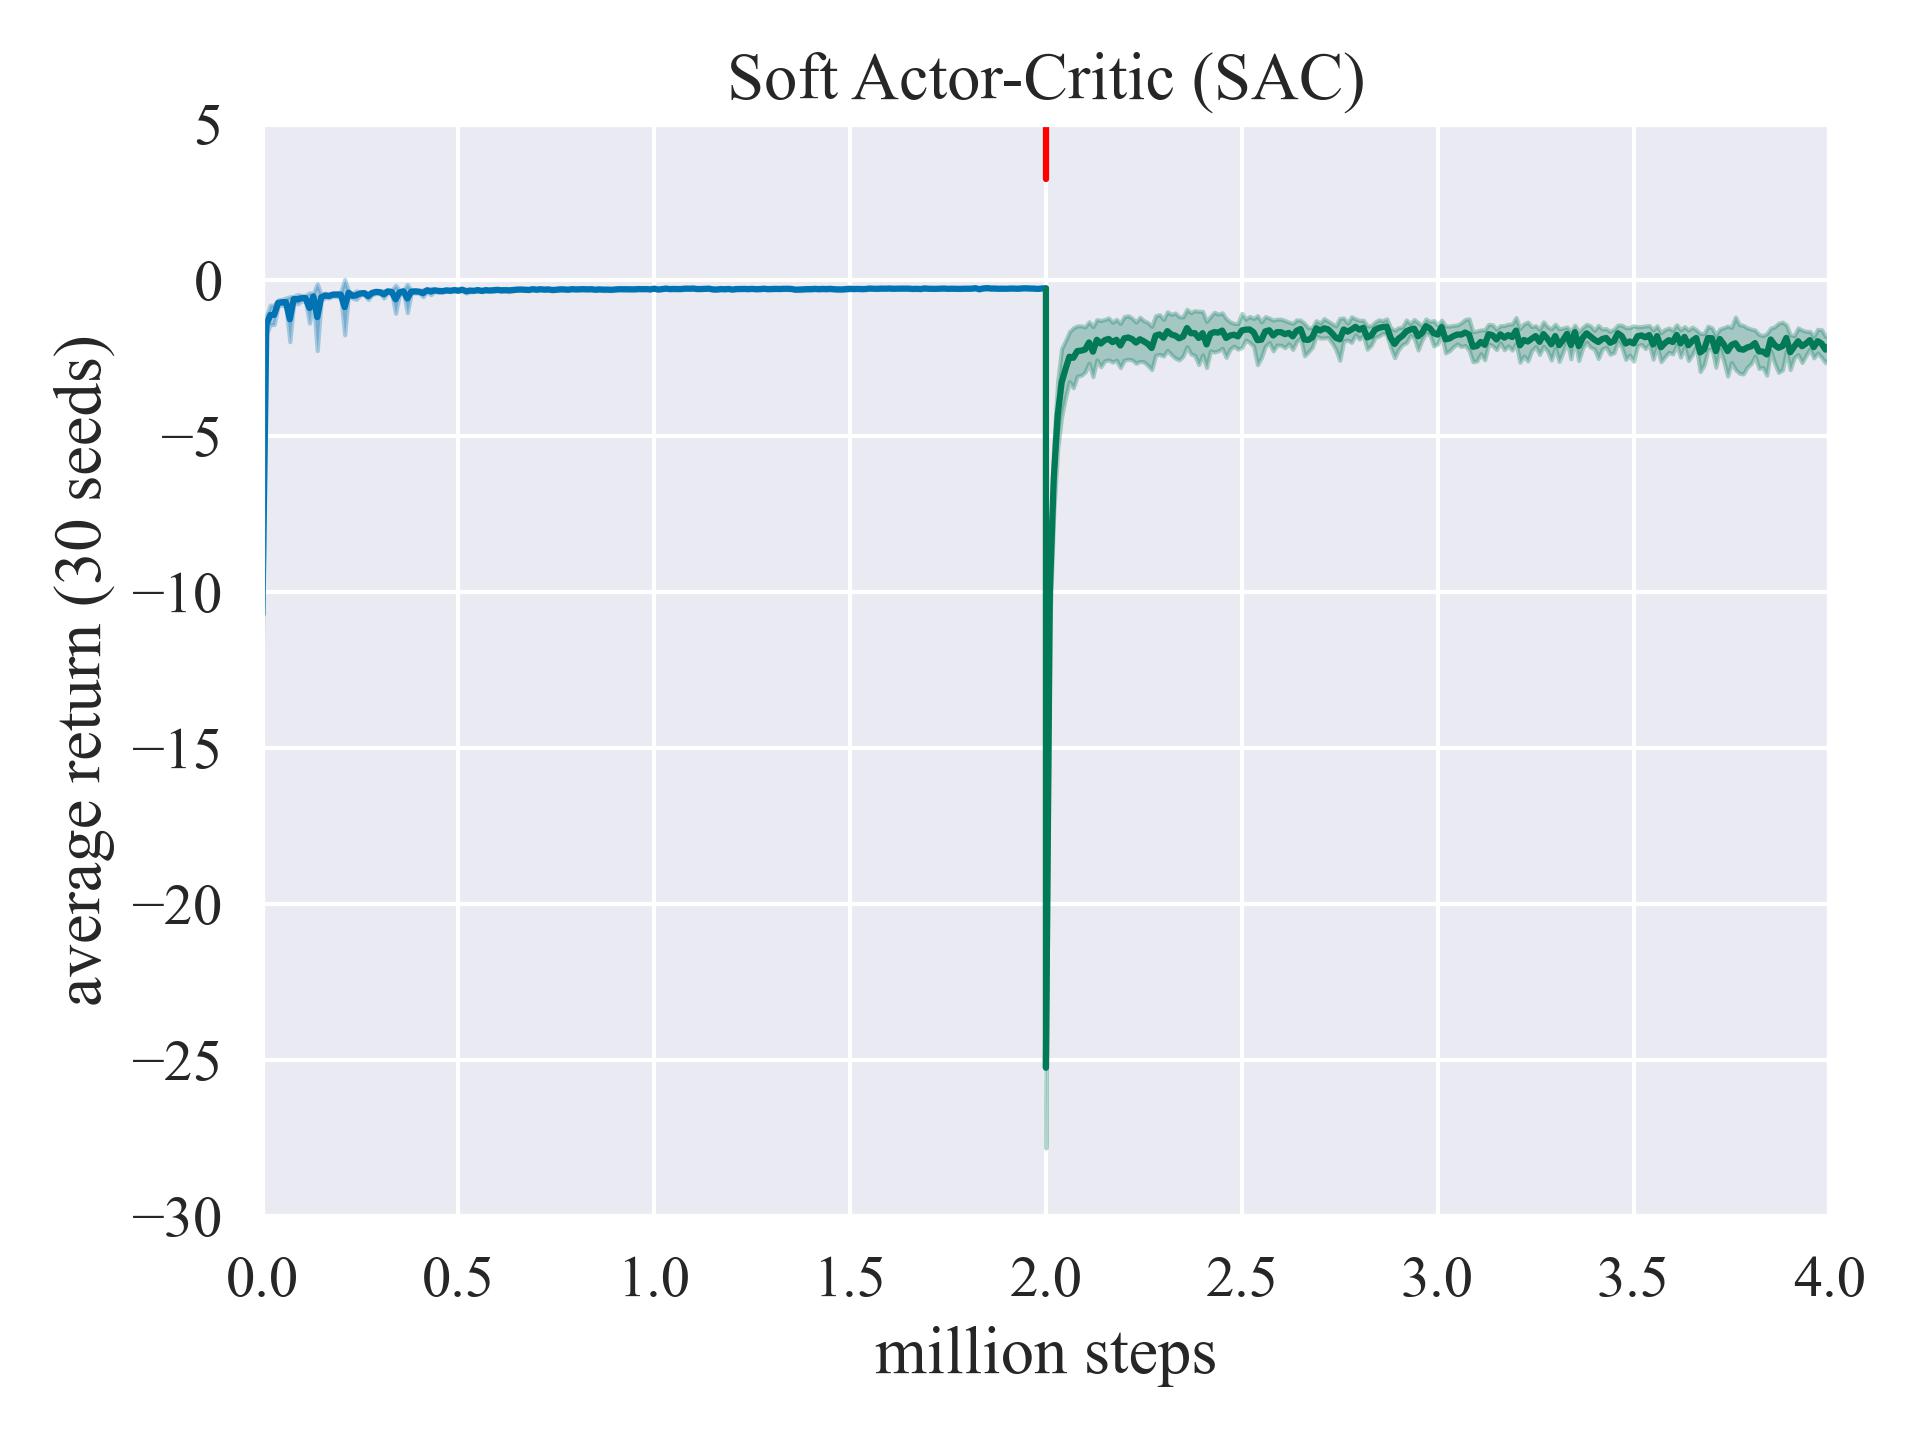 Soft Actor-Critic (SAC)
5
0
−5
−10
−15
−20
−25
−30
average return (30 seeds)
0.0 0.5 1.0 1.5 2.0 2.5 3.0 3.5 4.0
million steps